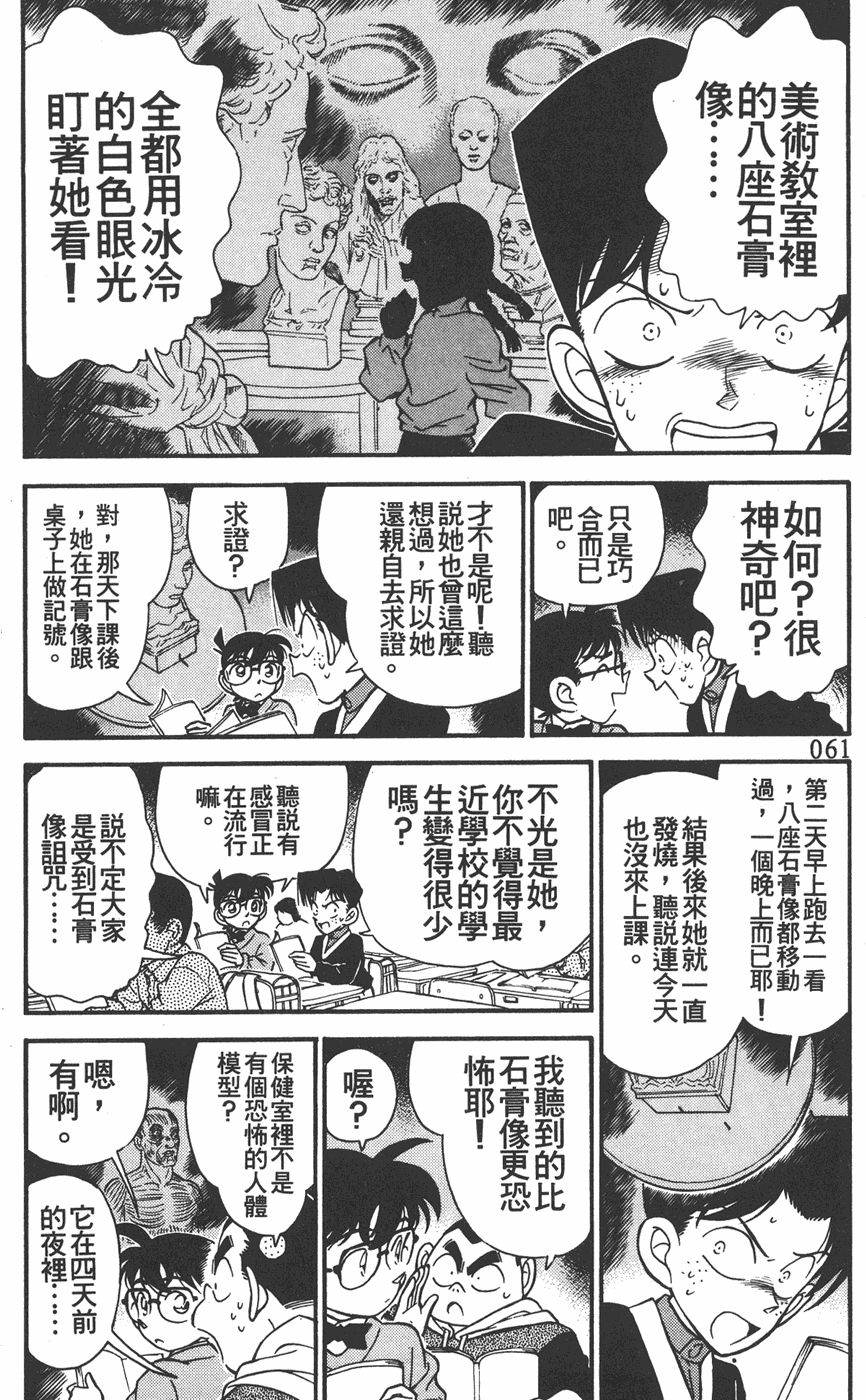 美術教室裡
的八座石膏
像……
全都用冰冷
的白色眼光
盯著她看！
如何？很
神奇吧？
只是巧
合而已
吧。
才不是呢！聽
說她也曾這麼
想過，所以她
還親自去求證。
求證？
對，那天下課後
，她在石膏像跟
桌子上做記號。
061
第二天早上跑去一看
，八座石膏像都移動
過，一個晚上而已耶！
結果後來她就一直
發燒，聽說連今天
也沒來上課。
不光是她，
你不覺得最
近學校的學
生變得很少
嗎？
聽說有
感冒正
在流行
嘛。
說不定大家
是受到石膏
像詛咒……
我聽到的比
石膏像更恐
怖耶！
喔？
保健室裡不是
有個恐怖的人體
模型？
嗯，
有啊。
它在四天前
的夜裡……